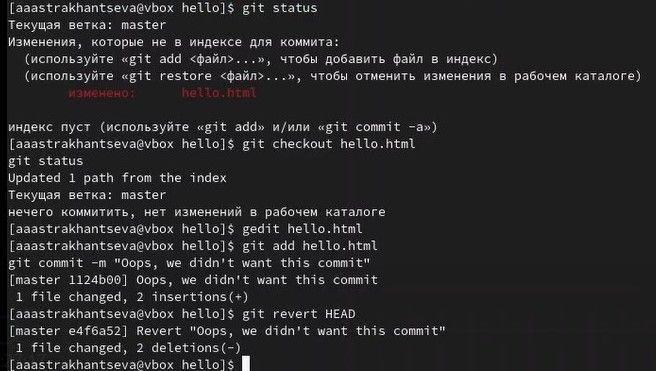 [aaastrakhantseva@vbox hello]$ git status
Текущая ветка: master
Изменения, которые не в индексе для коммита:
  (используйте «git add <файл>...», чтобы добавить файл в индекс)
  (используйте «git restore <файл>...», чтобы отменить изменения в рабочем каталоге)
        изменено:      hello.html

индекс пуст (используйте «git add» и/или «git commit -a»)
[aaastrakhantseva@vbox hello]$ git checkout hello.html
git status
Updated 1 path from the index
Текущая ветка: master
нечего коммитить, нет изменений в рабочем каталоге
[aaastrakhantseva@vbox hello]$ gedit hello.html
[aaastrakhantseva@vbox hello]$ git add hello.html
git commit -m "Oops, we didn't want this commit"
[master 1124b00] Oops, we didn't want this commit
 1 file changed, 2 insertions(+)
[aaastrakhantseva@vbox hello]$ git revert HEAD
[master e4f6a52] Revert "Oops, we didn't want this commit"
 1 file changed, 2 deletions(-)
[aaastrakhantseva@vbox hello]$